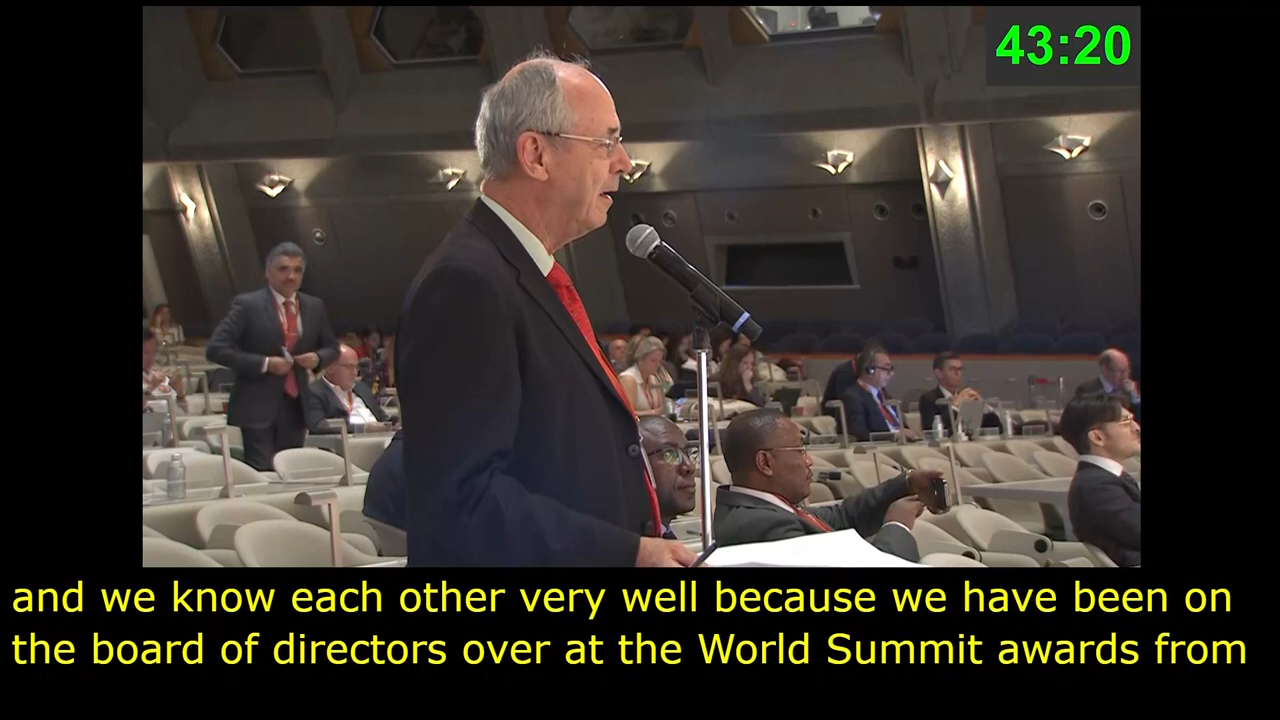 43:20
and we know each other very well because we have been on
the board of directors over at the World Summit awards from